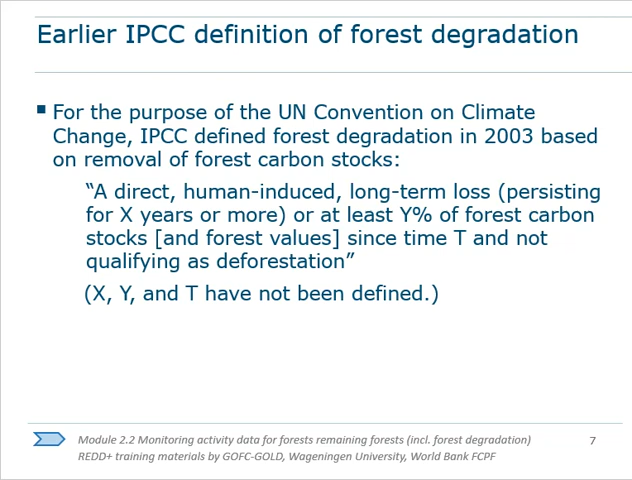 Earlier IPCC definition of forest degradation
▪ For the purpose of the UN Convention on Climate
Change, IPCC defined forest degradation in 2003 based
on removal of forest carbon stocks:
“A direct, human-induced, long-term loss (persisting
for X years or more) or at least Y% of forest carbon
stocks [and forest values] since time T and not
qualifying as deforestation”
(X, Y, and T have not been defined.)
Module 2.2 Monitoring activity data for forests remaining forests (incl. forest degradation)
REDD+ training materials by GOFC-GOLD, Wageningen University, World Bank FCPF
7